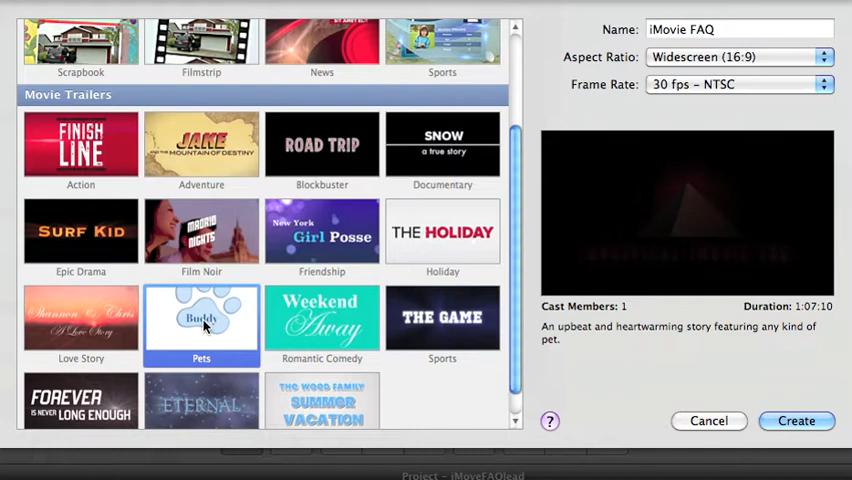 Scrapbook
Filmstrip
News
Sports
Name:
iMovie FAQ
Aspect Ratio:
Widescreen (16:9)
Frame Rate:
30 fps – NTSC
Movie Trailers
FINISH
LINE
Action
JAKE
AND THE MOUNTAIN OF DESTINY
Adventure
ROAD TRIP
Blockbuster
SNOW
a true story
Documentary
SURF KID
Epic Drama
MADRID
NIGHTS
Film Noir
New York
Girl Posse
Friendship
THE HOLIDAY
Holiday
Shannon & Chris
A Love Story
Love Story
Buddy
Pets
Weekend
Away
Romantic Comedy
THE GAME
Sports
FOREVER
IS NEVER LONG ENOUGH
ETERNAL
THE WOOD FAMILY
SUMMER
VACATION
Cast Members: 1
Duration: 1:07:10
An upbeat and heartwarming story featuring any kind of
pet.
?
Cancel
Create
Project – iMoveFAQlead